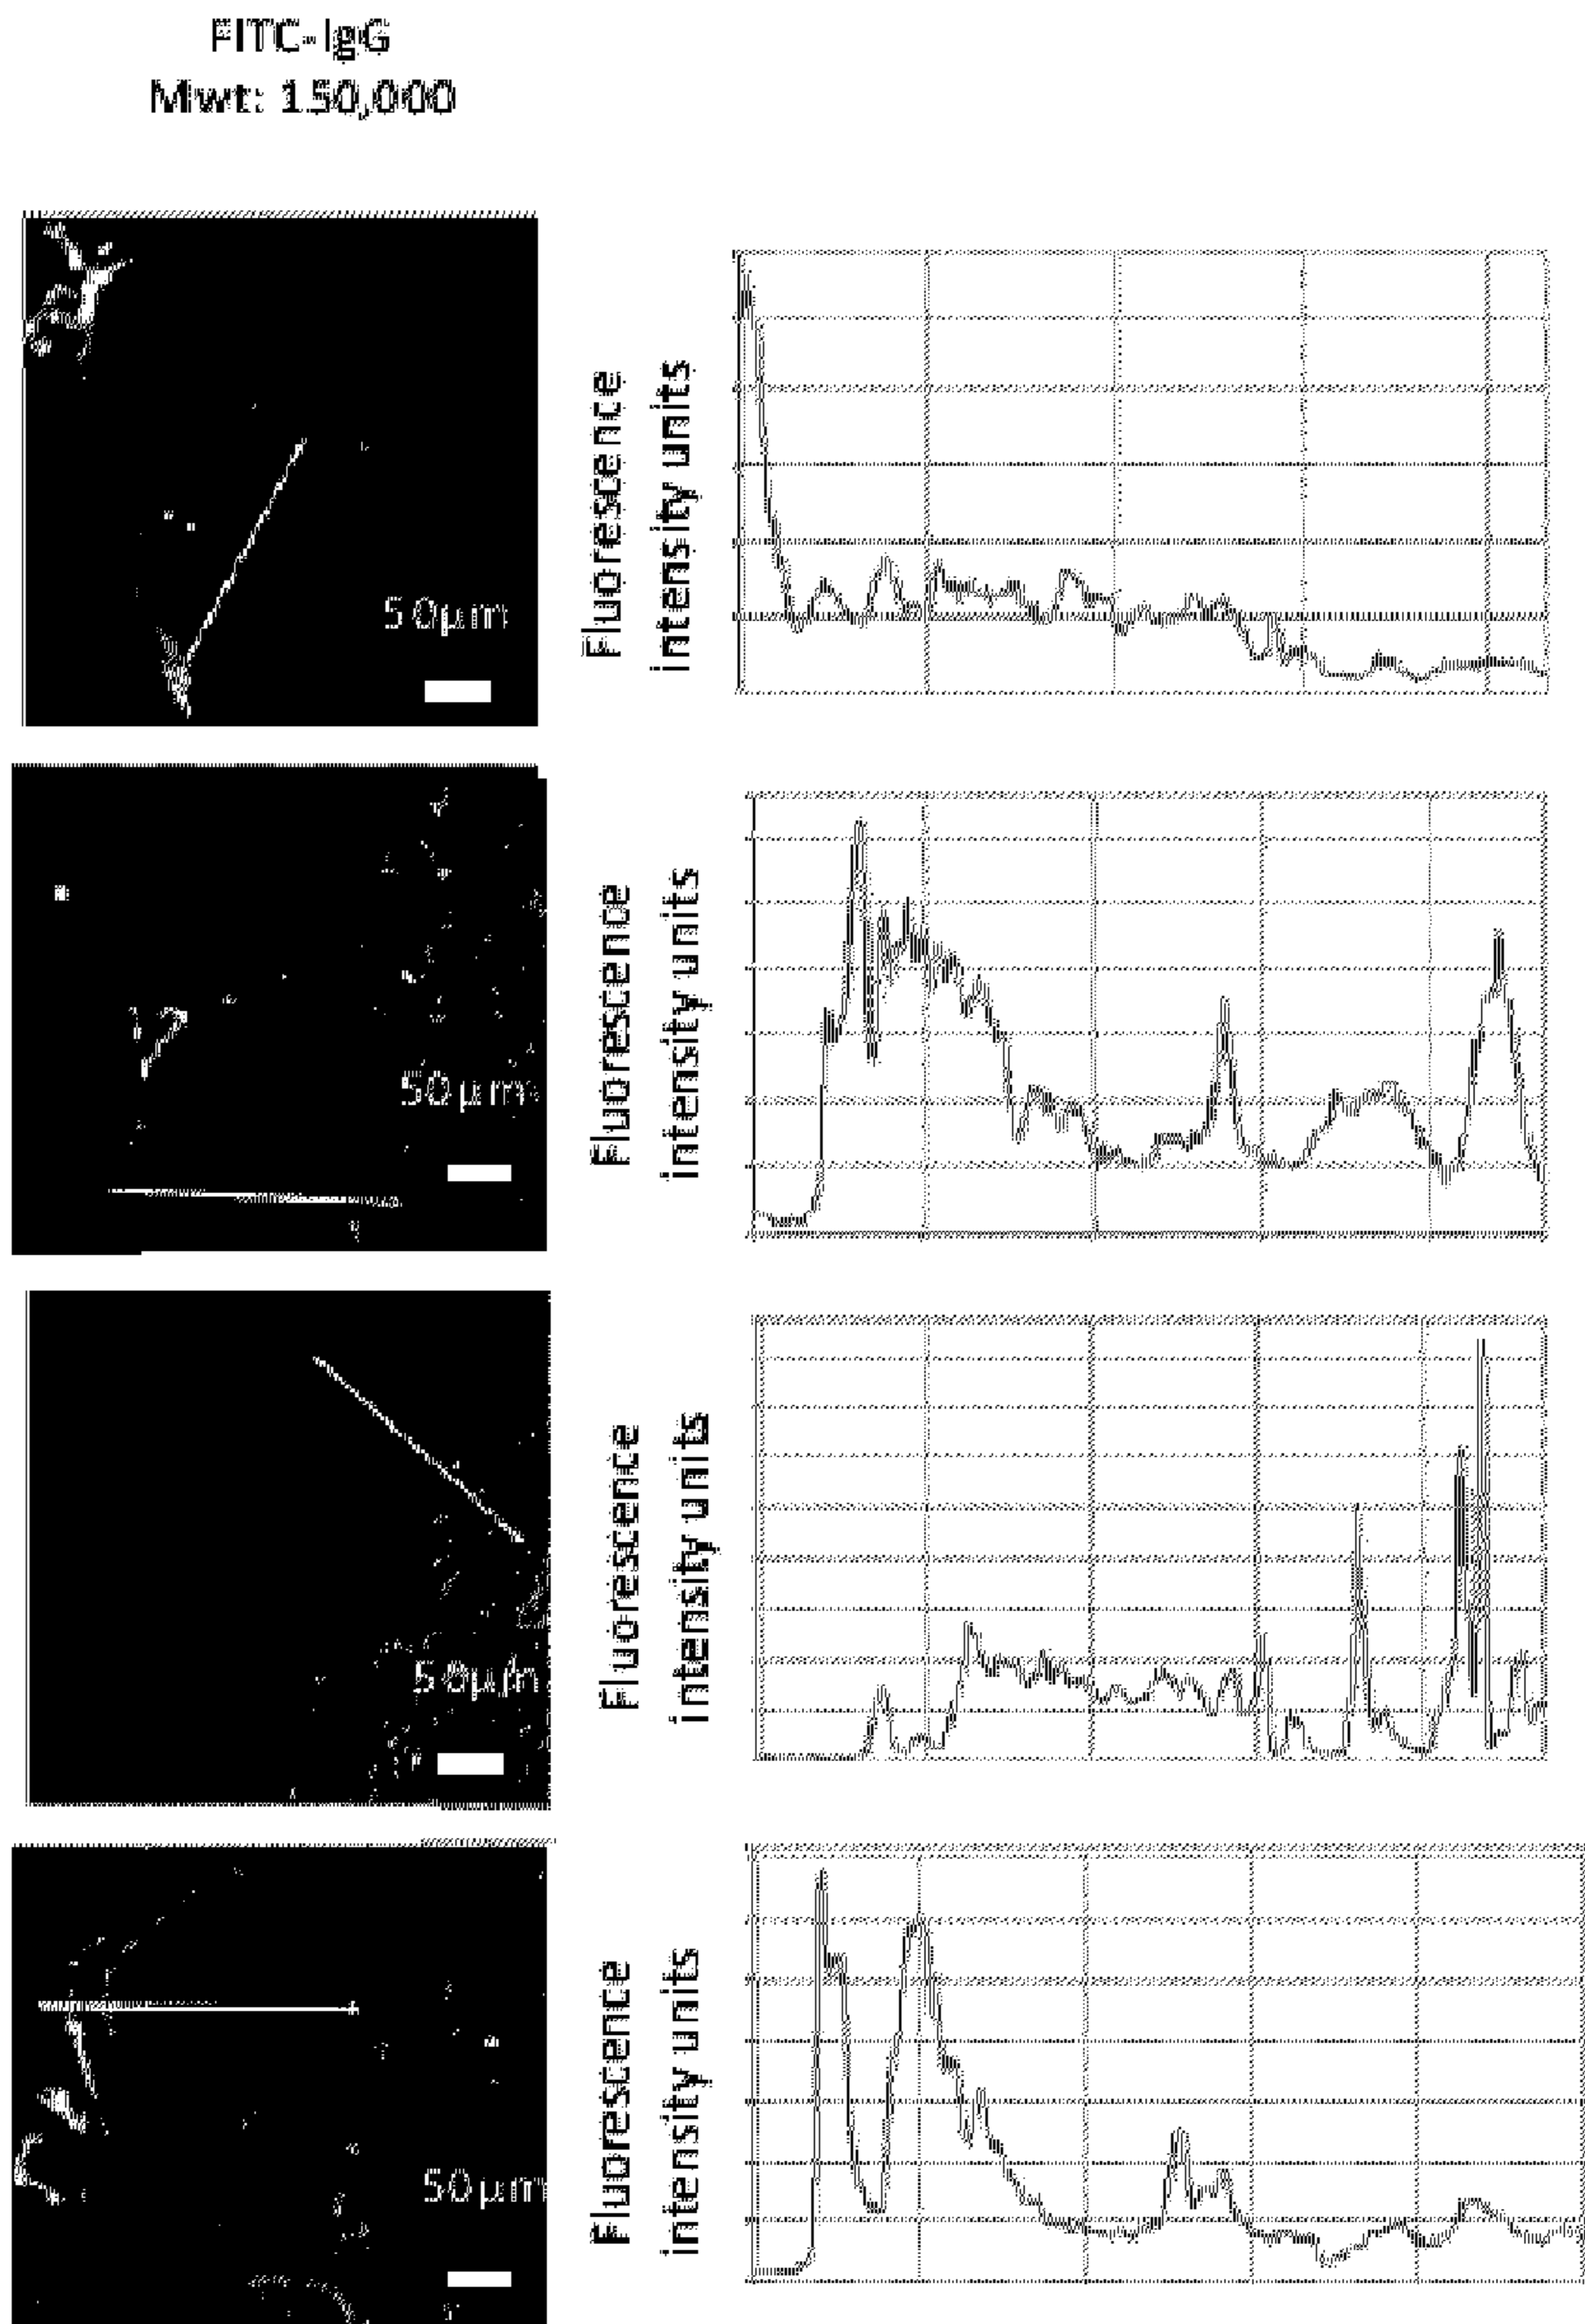 FITC-IgG
Mwt: 150,000
50µm
Fluorescence
intensity units
50µm
Fluorescence
intensity units
50µm
Fluorescence
intensity units
50µm
Fluorescence
intensity units